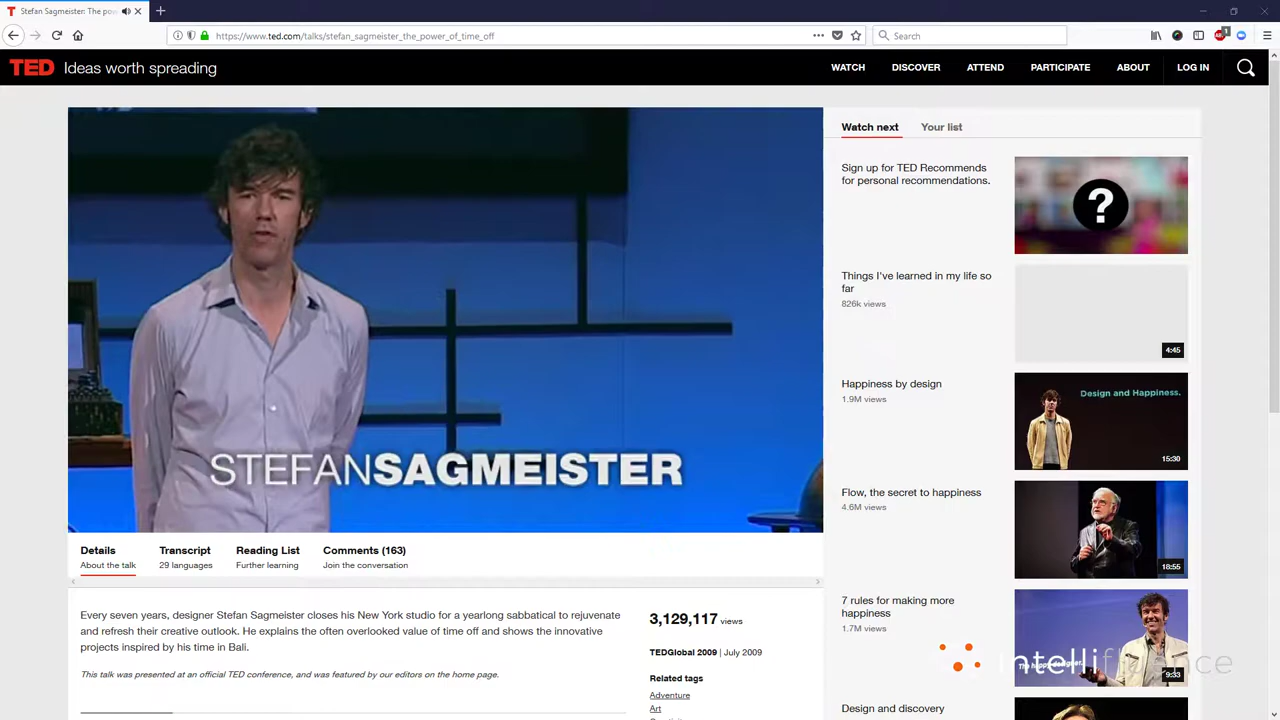 Stefan Sagmeister: The pow
https://www.ted.com/talks/stefan_sagmeister_the_power_of_time_off
Search
1
TED Ideas worth spreading
WATCH DISCOVER ATTEND PARTICIPATE ABOUT LOG IN
STEFANSAGMEISTER
Details
About the talk
Transcript
29 languages
Reading List
Further learning
Comments (163)
Join the conversation
Every seven years, designer Stefan Sagmeister closes his New York studio for a yearlong sabbatical to rejuvenate
and refresh their creative outlook. He explains the often overlooked value of time off and shows the innovative
projects inspired by his time in Bali.
This talk was presented at an official TED conference, and was featured by our editors on the home page.
3,129,117 views
TEDGlobal 2009 | July 2009
Related tags
Adventure
Art
Watch next Your list
Sign up for TED Recommends
for personal recommendations.
?
Things I've learned in my life so
far
826k views
4:45
Happiness by design
1.9M views
Design and Happiness.
15:30
Flow, the secret to happiness
4.6M views
18:55
7 rules for making more
happiness
1.7M views
The happy designer.
9:33
intellifluence
Design and discovery